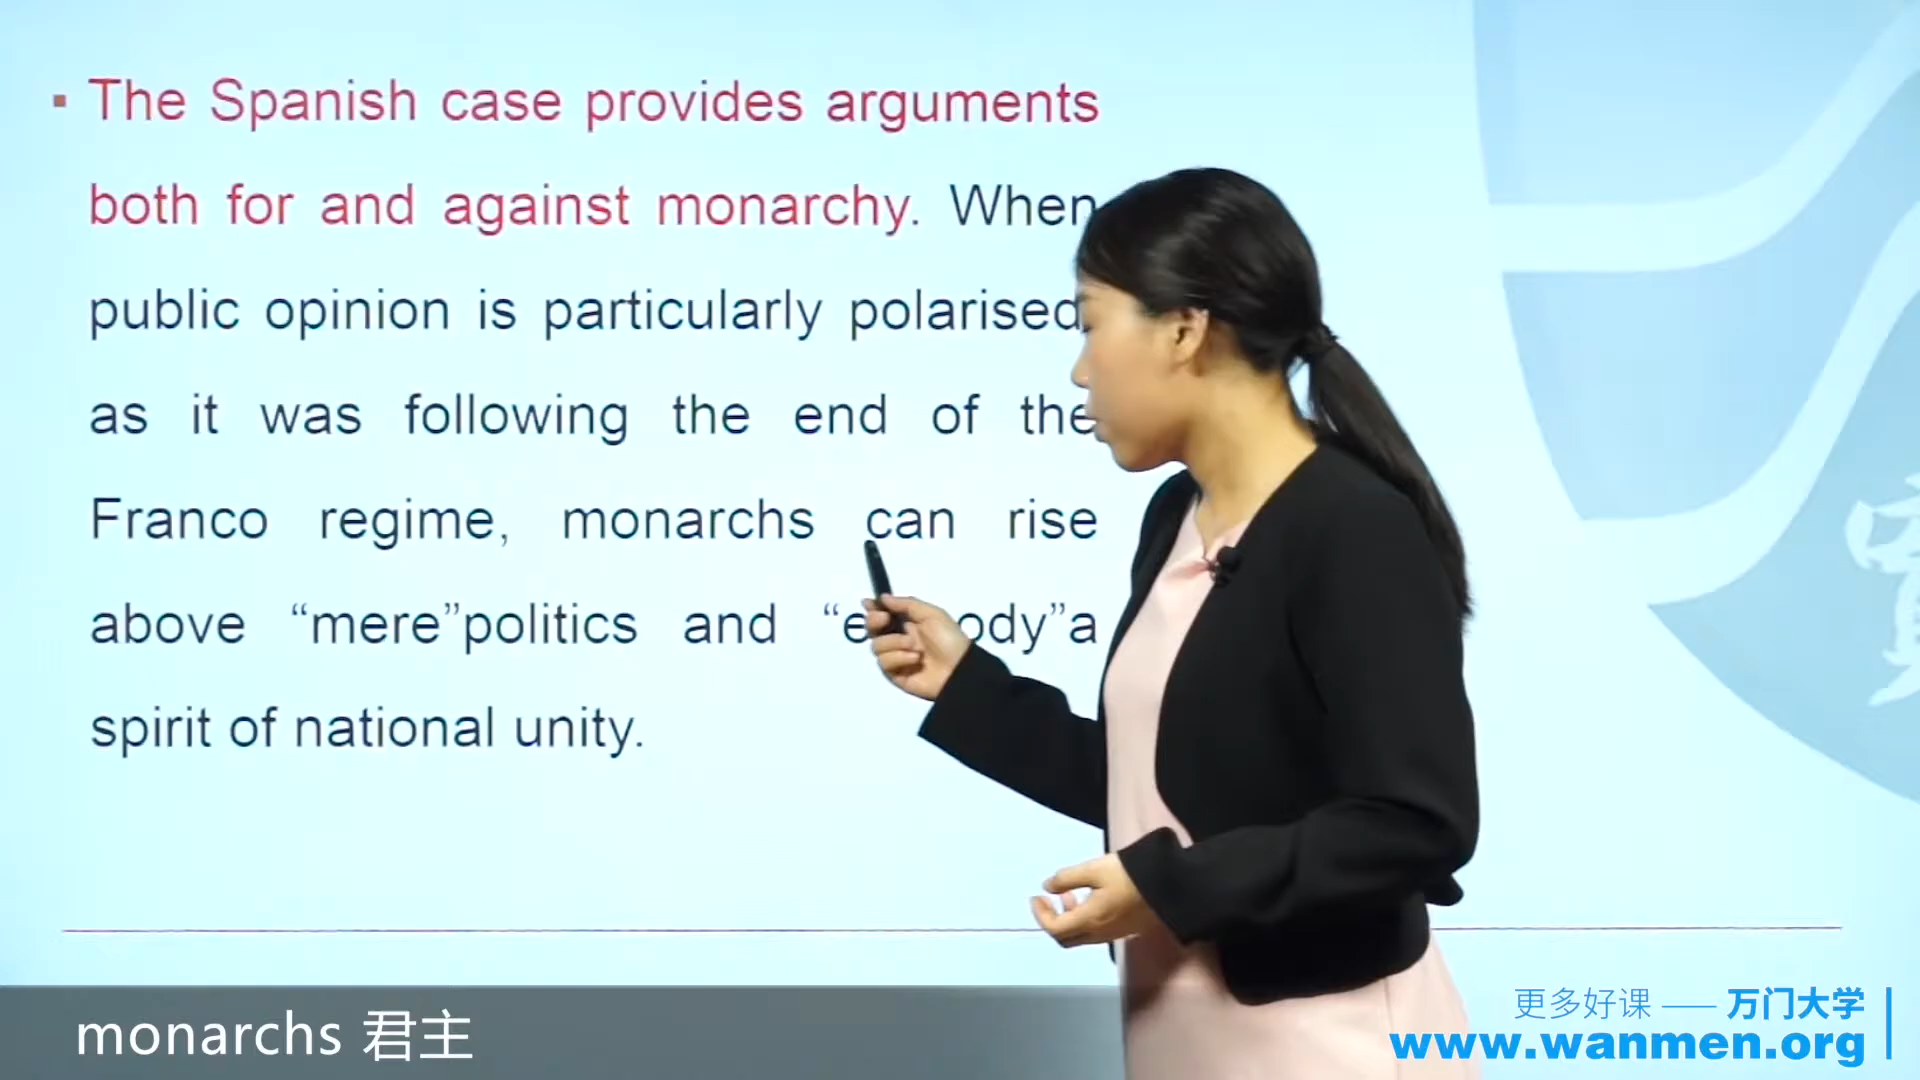 The Spanish case provides arguments
both for and against monarchy. When
public opinion is particularly polarised
as it was following the end of the
Franco regime, monarchs can rise
above “mere”politics and a
spirit of national unity.
monarchs 君主
更多好课 —— 万门大学
www.wanmen.org